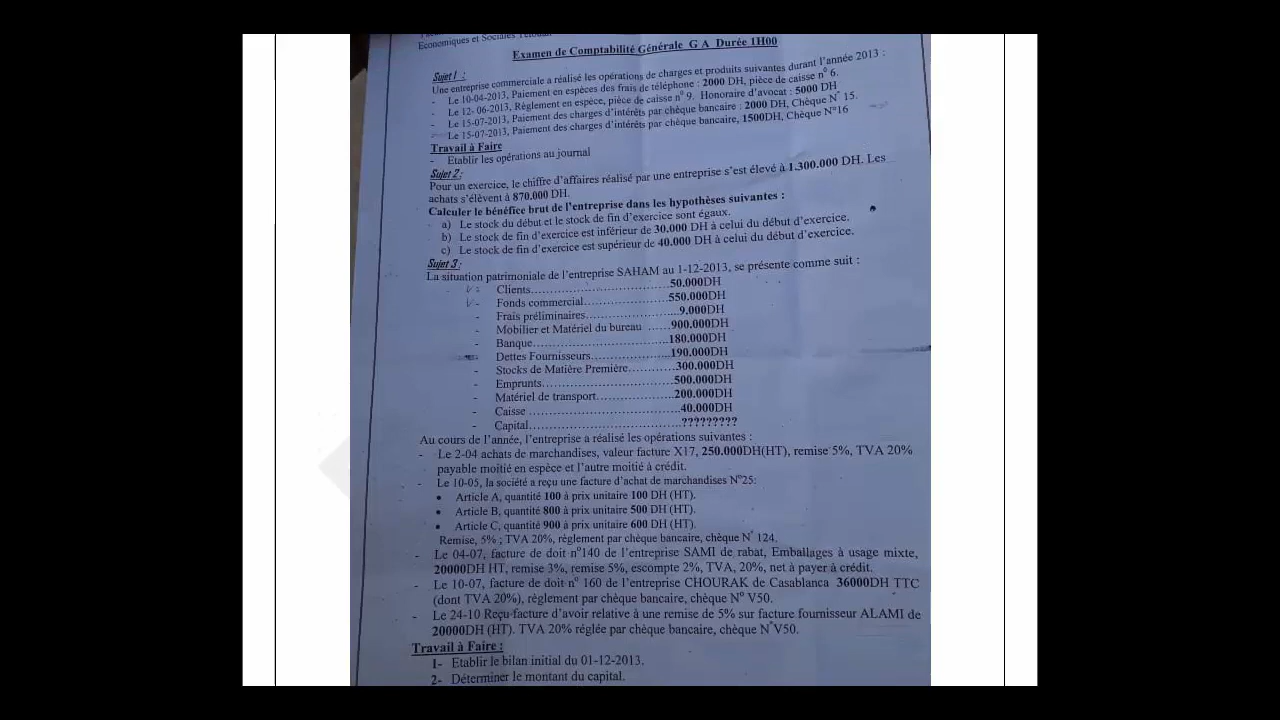 Economiques et Sociales Tétouan
Examen de Comptabilité Générale G A Durée 1H00
Sujet 1 :
Une entreprise commerciale a réalisé les opérations de charges et produits suivantes durant l'année 2013 :
- Le 10-04-2013, Paiement en espèces des frais de téléphone : 2000 DH, pièce de caisse n° 6.
- Le 12- 06-2013, Règlement en espèce, pièce de caisse n° 9. Honoraire d'avocat : 5000 DH
- Le 15-07-2013, Paiement des charges d'intérêts par chèque bancaire : 2000 DH, Chèque N° 15.
- Le 15-07-2013, Paiement des charges d'intérêts par chèque bancaire, 1500DH, Chèque N°16
Travail à Faire
- Etablir les opérations au journal
Sujet 2:
Pour un exercice, le chiffre d'affaires réalisé par une entreprise s'est élevé à 1.300.000 DH. Les
achats s'élèvent à 870.000 DH.
Calculer le bénéfice brut de l'entreprise dans les hypothèses suivantes :
a) Le stock du début et le stock de fin d'exercice sont égaux.
b) Le stock de fin d'exercice est inférieur de 30.000 DH à celui du début d'exercice.
c) Le stock de fin d'exercice est supérieur de 40.000 DH à celui du début d'exercice.
Sujet 3:
La situation patrimoniale de l'entreprise SAHAM au 1-12-2013, se présente comme suit :
- Clients……………………………50.000DH
- Fonds commercial…………………550.000DH
- Frais préliminaires…………………9.000DH
- Mobilier et Matériel du bureau ……900.000DH
- Banque……………………………180.000DH
- Dettes Fournisseurs………………190.000DH
- Stocks de Matière Première…………300.000DH
- Emprunts…………………………500.000DH
- Matériel de transport………………200.000DH
- Caisse ……………………………40.000DH
- Capital……………………………?????????
Au cours de l'année, l'entreprise a réalisé les opérations suivantes :
- Le 2-04 achats de marchandises, valeur facture X17, 250.000DH(HT), remise 5%, TVA 20%
payable moitié en espèce et l'autre moitié à crédit.
- Le 10-05, la société a reçu une facture d'achat de marchandises N°25:
• Article A, quantité 100 à prix unitaire 100 DH (HT).
• Article B, quantité 800 à prix unitaire 500 DH (HT).
• Article C, quantité 900 à prix unitaire 600 DH (HT).
Remise, 5% ; TVA 20%, règlement par chèque bancaire, chèque N° 124.
- Le 04-07, facture de doit n°140 de l'entreprise SAMI de rabat, Emballages à usage mixte,
20000DH HT, remise 3%, remise 5%, escompte 2%, TVA, 20%, net à payer à crédit.
- Le 10-07, facture de doit n° 160 de l'entreprise CHOURAK de Casablanca 36000DH TTC
(dont TVA 20%), règlement par chèque bancaire, chèque N° V50.
- Le 24-10 Reçu facture d'avoir relative à une remise de 5% sur facture fournisseur ALAMI de
20000DH (HT). TVA 20% réglée par chèque bancaire, chèque N°V50.
Travail à Faire :
1- Etablir le bilan initial du 01-12-2013.
2- Déterminer le montant du capital.